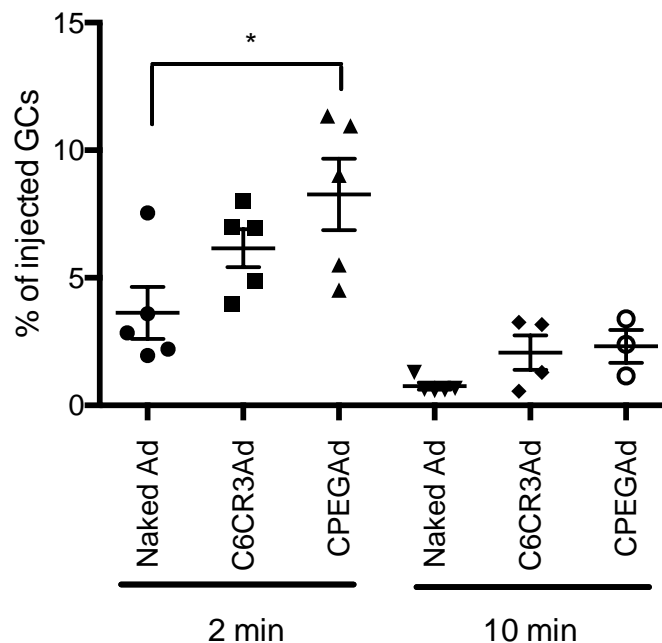 15
*
10
5
0
% of injected GCs
Naked Ad
C6CR3Ad
CPEGAd
Naked Ad
C6CR3Ad
CPEGAd
2 min
10 min